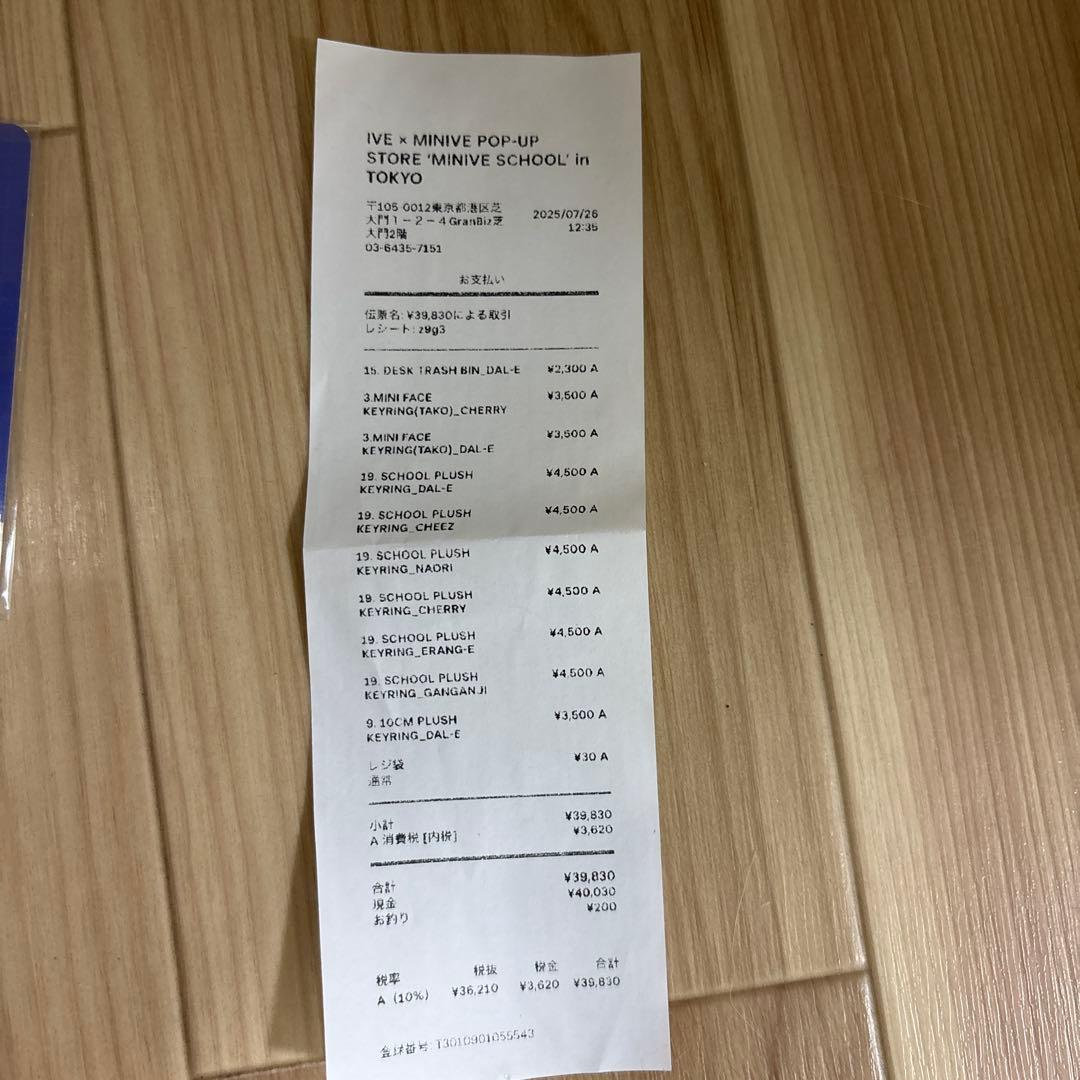 IVE × MINIVE POP-UP
STORE 'MINIVE SCHOOL' in
TOKYO
〒105-0012東京都港区芝
大門1-2-4GranBiz芝
大門2階
03-6435-7151
2025/07/26
12:35
お支払い
伝票名: ¥39,830による取引
レシート: z9g3
15. DESK TRASH BIN_DAL-E ¥2,300 A
3.MINI FACE ¥3,500 A
KEYRING(TAKO)_CHERRY
3.MINI FACE ¥3,500 A
KEYRING(TAKO)_DAL-E
19. SCHOOL PLUSH ¥4,500 A
KEYRING_DAL-E
19. SCHOOL PLUSH ¥4,500 A
KEYRING_CHEEZ
19. SCHOOL PLUSH ¥4,500 A
KEYRING_NAORI
19. SCHOOL PLUSH ¥4,500 A
KEYRING_CHERRY
19. SCHOOL PLUSH ¥4,500 A
KEYRING_ERANG-E
19. SCHOOL PLUSH ¥4,500 A
KEYRING_GANGANJI
9. 10CM PLUSH ¥3,500 A
KEYRING_DAL-E
レジ袋 ¥30 A
通常
小計 ¥39,830
A 消費税 [内税] ¥3,620
合計 ¥39,830
現金 ¥40,030
お釣り ¥200
税率 税抜 税金 合計
A (10%) ¥36,210 ¥3,620 ¥39,830
登録番号: T3010901055543